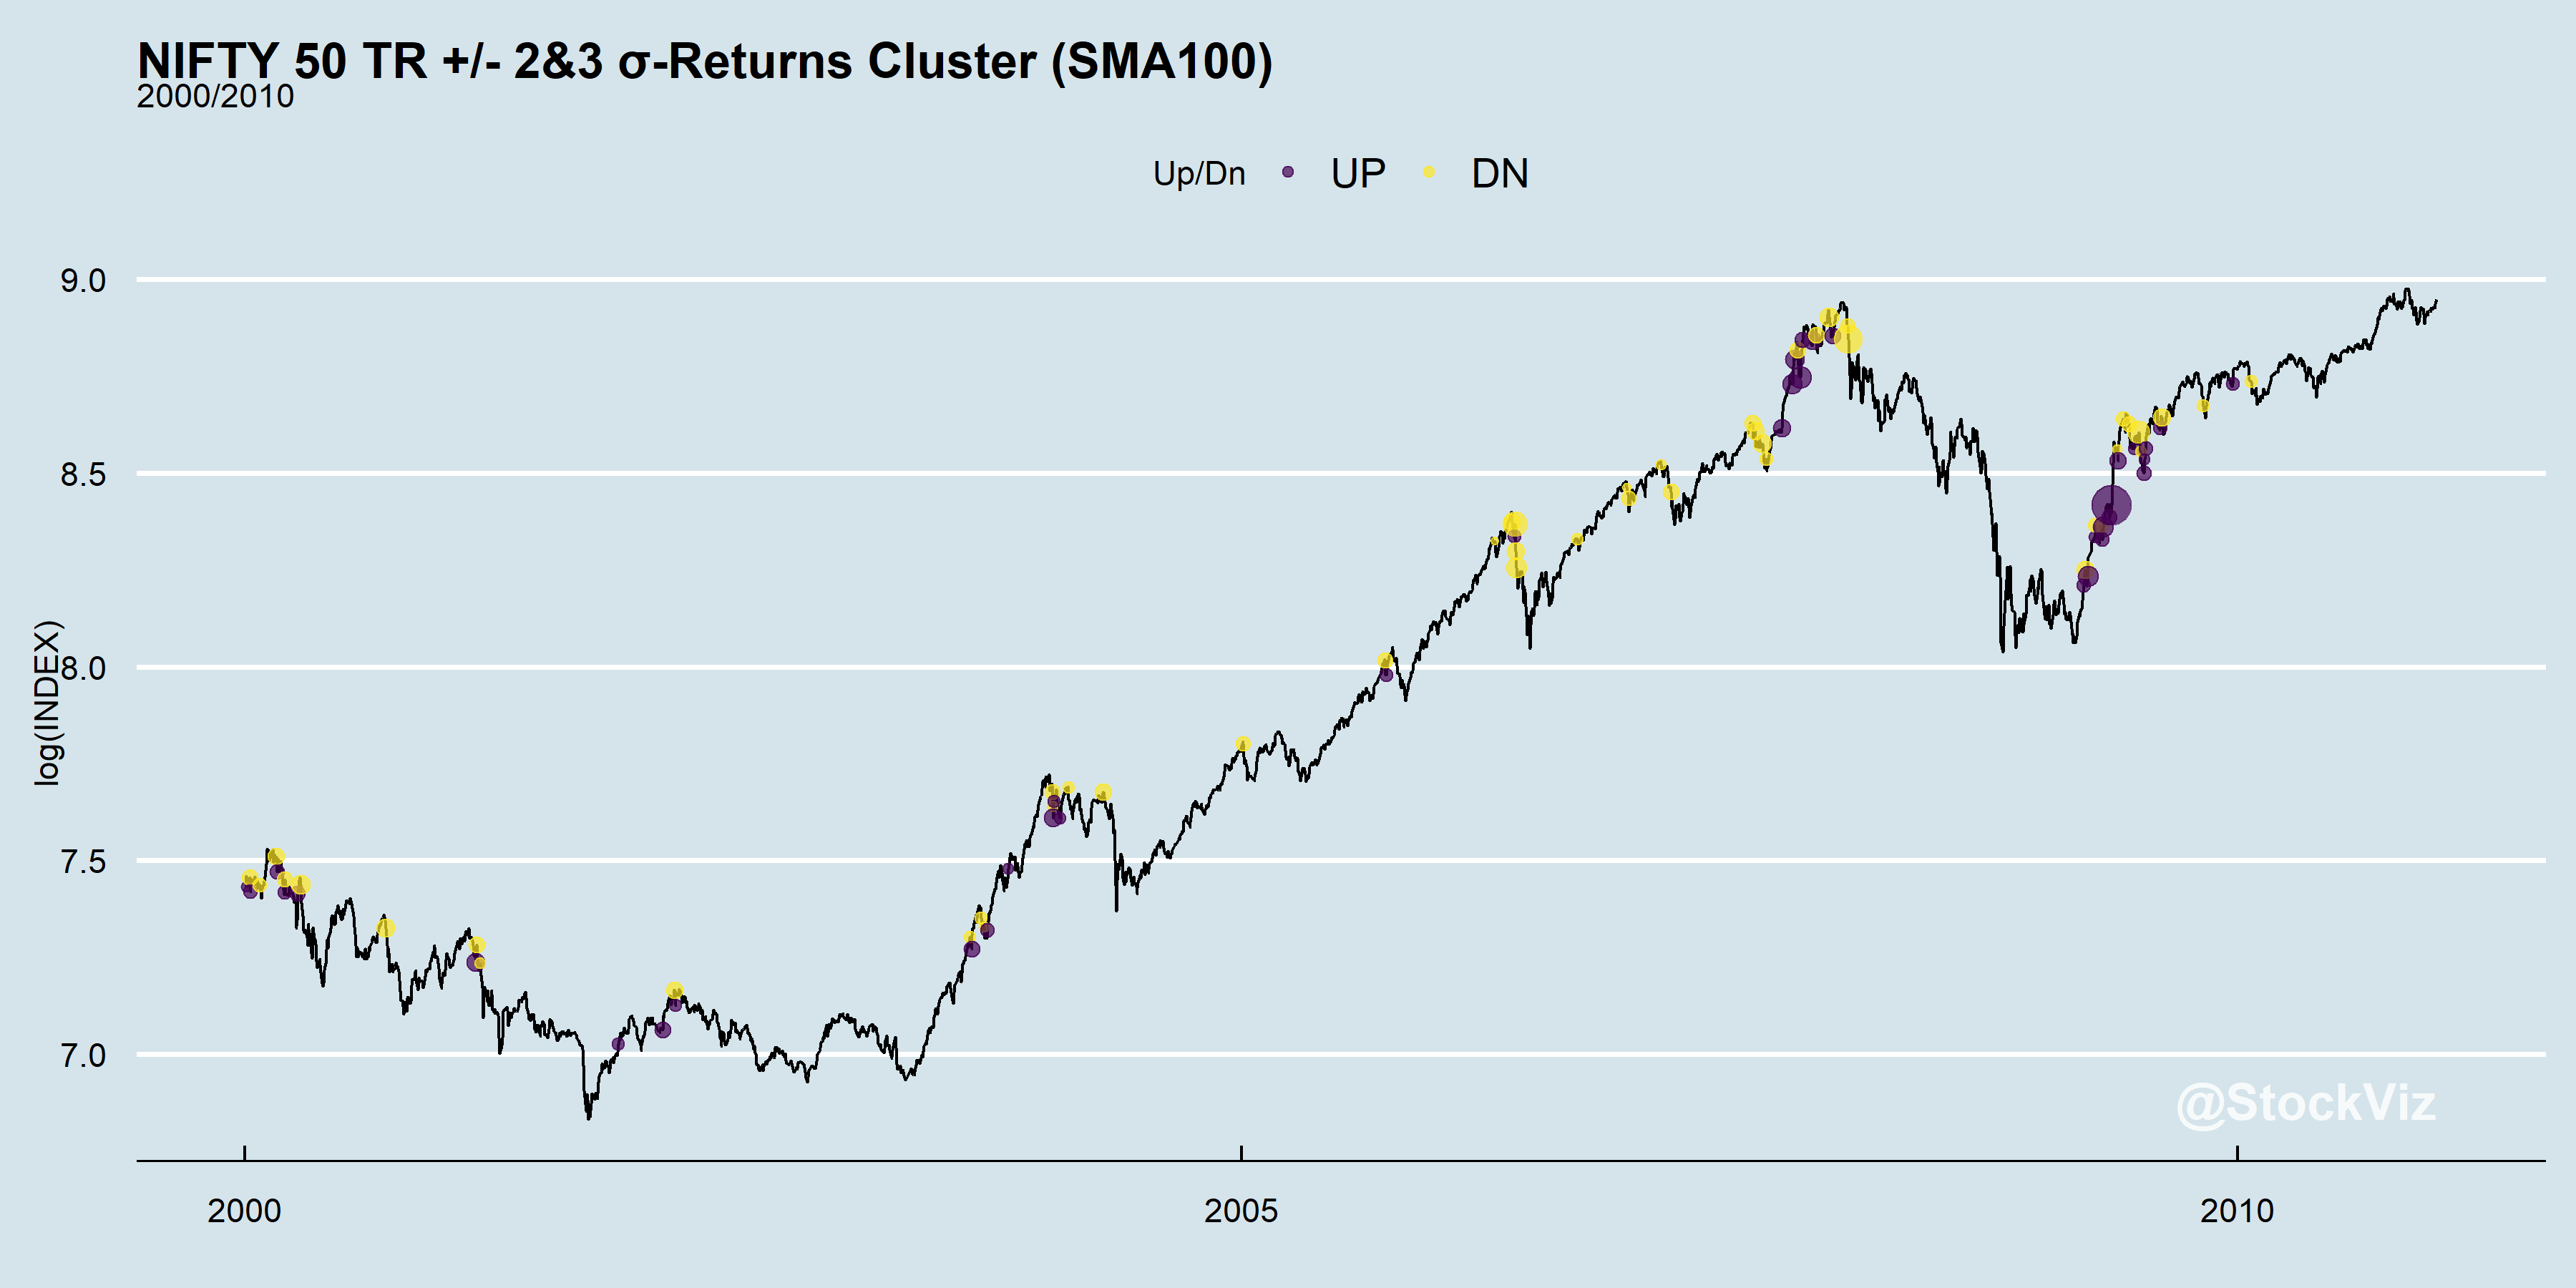 NIFTY 50 TR +/- 2&3 σ-Returns Cluster (SMA100)
2000/2010
Up/Dn UP DN
9.0
8.5
8.0
7.5
7.0
log(INDEX)
@StockViz
2000 2005 2010